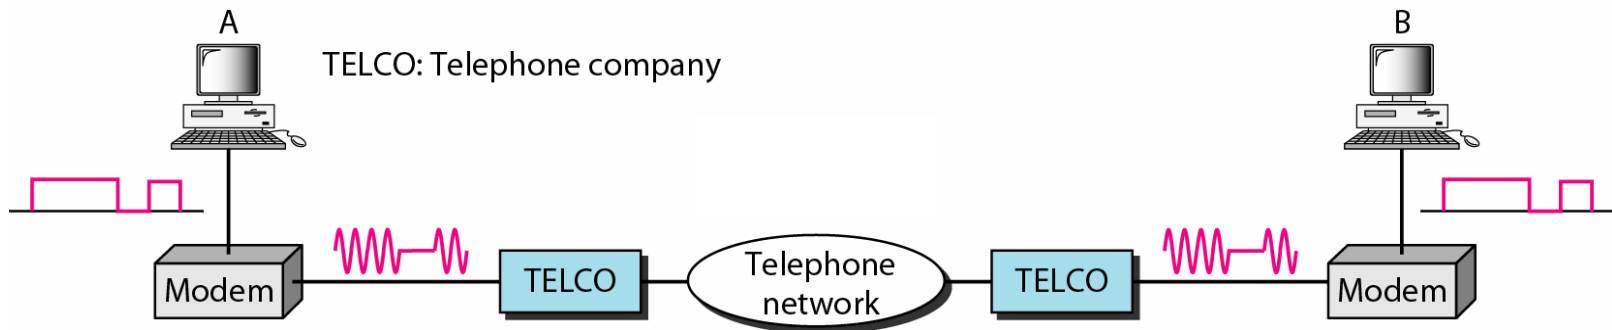 A
B
TELCO: Telephone company
Modem
TELCO
Telephone
network
TELCO
Modem